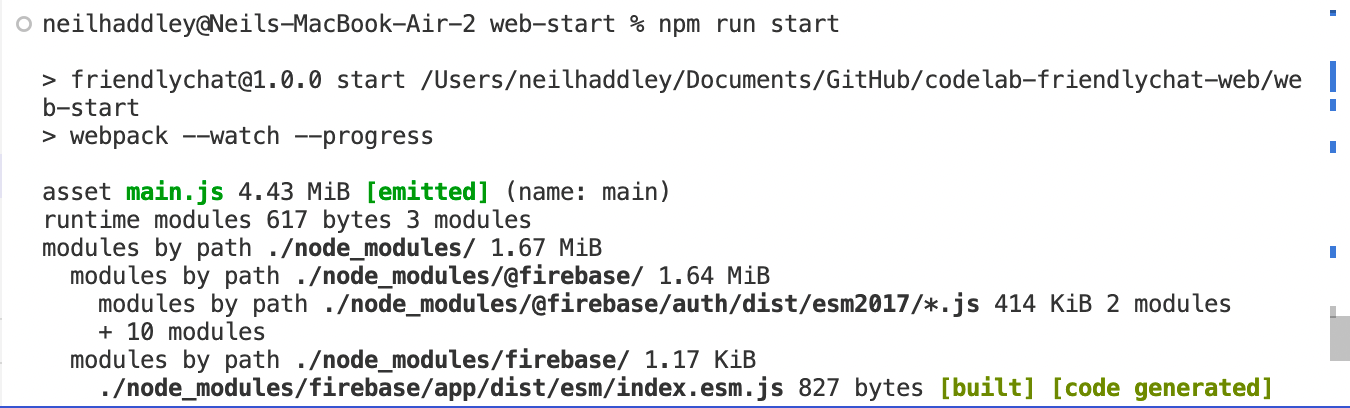 neilhaddley@Neils-MacBook-Air-2 web-start % npm run start
> friendlychat@1.0.0 start /Users/neilhaddley/Documents/GitHub/codelab-friendlychat-web/we
b-start
> webpack --watch --progress
asset main.js 4.43 MiB [emitted] (name: main)
runtime modules 617 bytes 3 modules
modules by path ./node_modules/ 1.67 MiB
  modules by path ./node_modules/@firebase/ 1.64 MiB
    modules by path ./node_modules/@firebase/auth/dist/esm2017/*.js 414 KiB 2 modules
    + 10 modules
  modules by path ./node_modules/firebase/ 1.17 KiB
    ./node_modules/firebase/app/dist/esm/index.esm.js 827 bytes [built] [code generated]